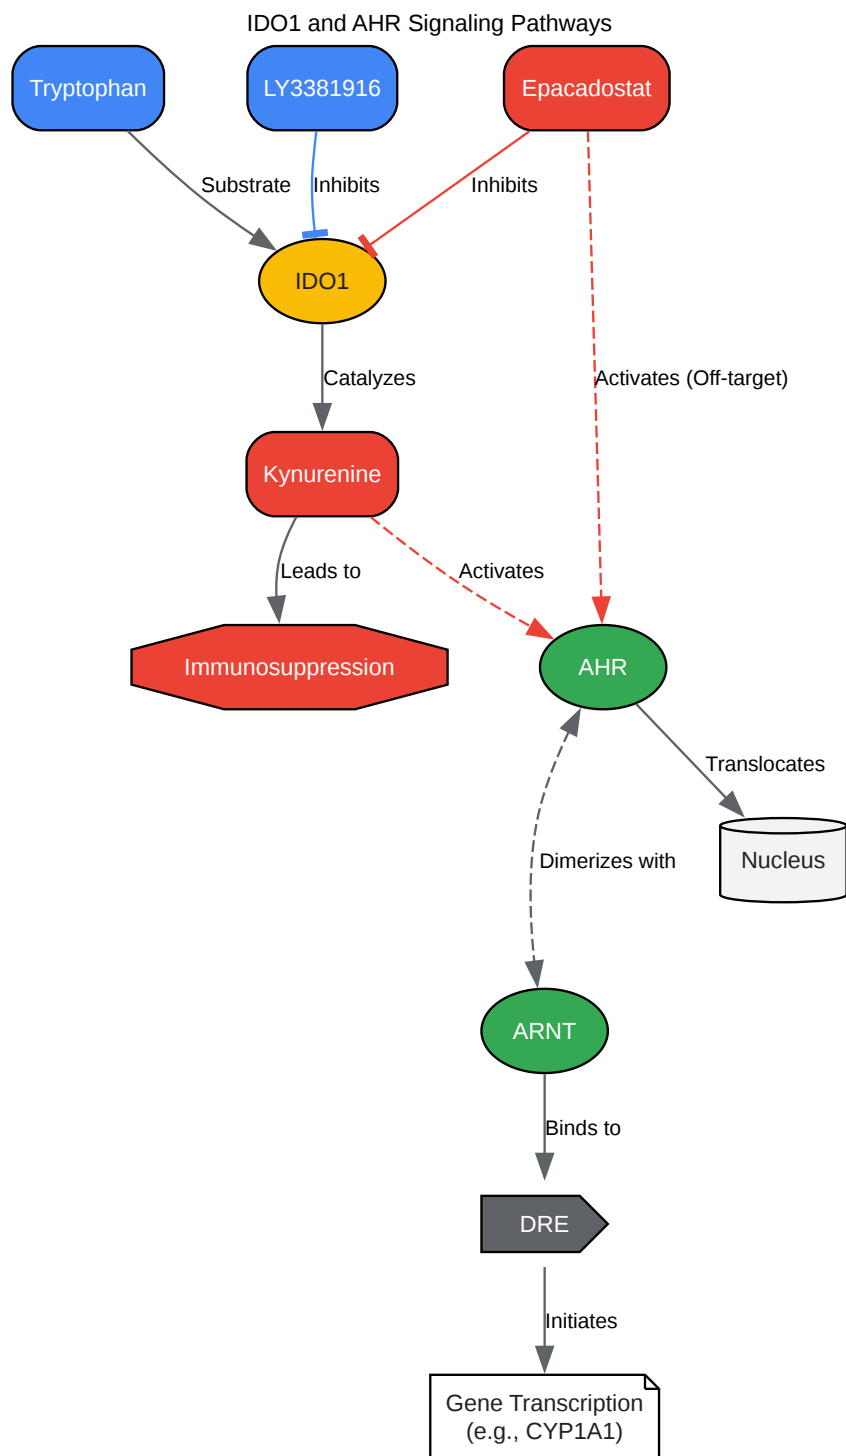 IDO1 and AHR Signaling Pathways
Tryptophan
LY3381916
Epacadostat
Substrate
Inhibits
Inhibits
IDO1
Catalyzes
Activates (Off-target)
Kynurenine
Leads to
Activates
Immunosuppression
AHR
Translocates
Dimerizes with
Nucleus
ARNT
Binds to
DRE
Initiates
Gene Transcription
(e.g., CYP1A1)